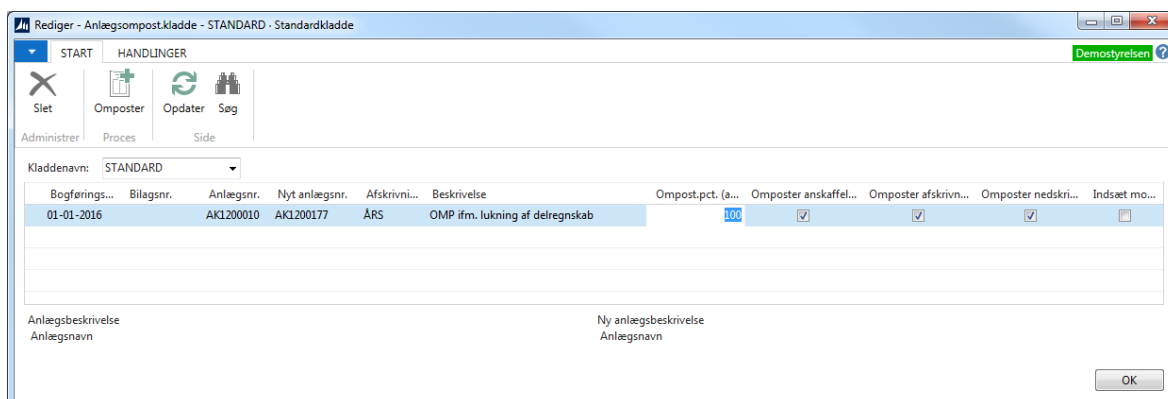 Rediger - Anlægsompost.kladde - STANDARD · Standardkladde
START HANDLINGER Demostyrelsen
Slet Omposter Opdater Søg
Administrer Proces Side
Kladdenavn: STANDARD
Bogførings... Bilagsnr. Anlægsnr. Nyt anlægsnr. Afskrivni... Beskrivelse Ompost.pct. (a... Omposter anskaffel... Omposter afskrivn... Omposter nedskri... Indsæt mo...
01-01-2016 AK1200010 AK1200177 ÅRS OMP ifm. lukning af delregnskab 100
Anlægsbeskrivelse Ny anlægsbeskrivelse
Anlægsnavn Anlægsnavn
OK